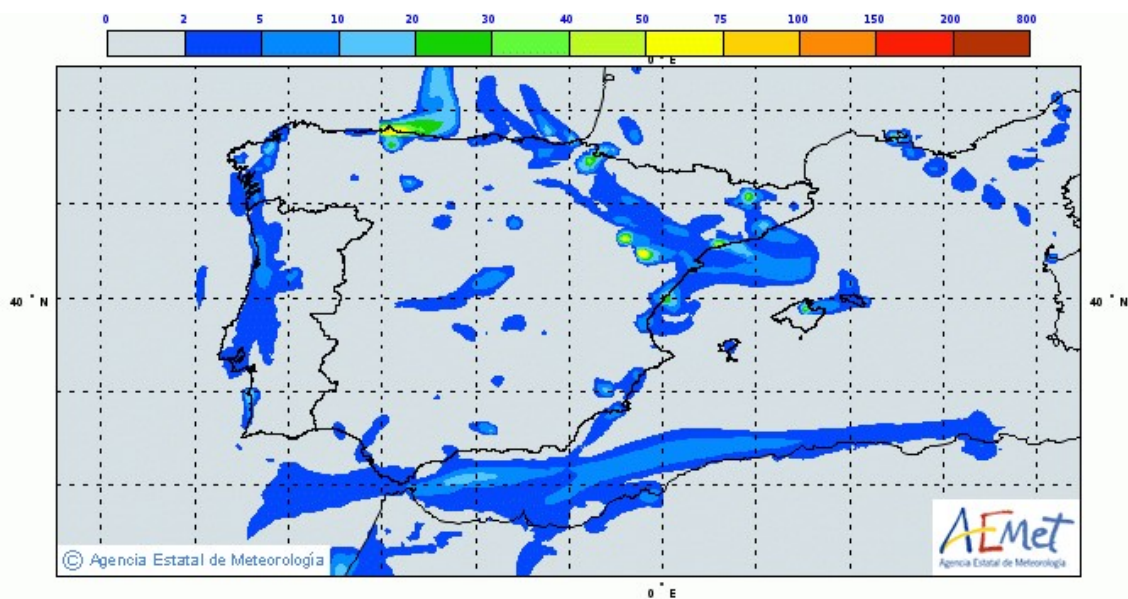 0 2 5 10 20 30 40 50 75 100 150 200 800
0 ° E
40 ° N 40 ° N
© Agencia Estatal de Meteorología
AEMet
Agencia Estatal de Meteorología
0 ° E